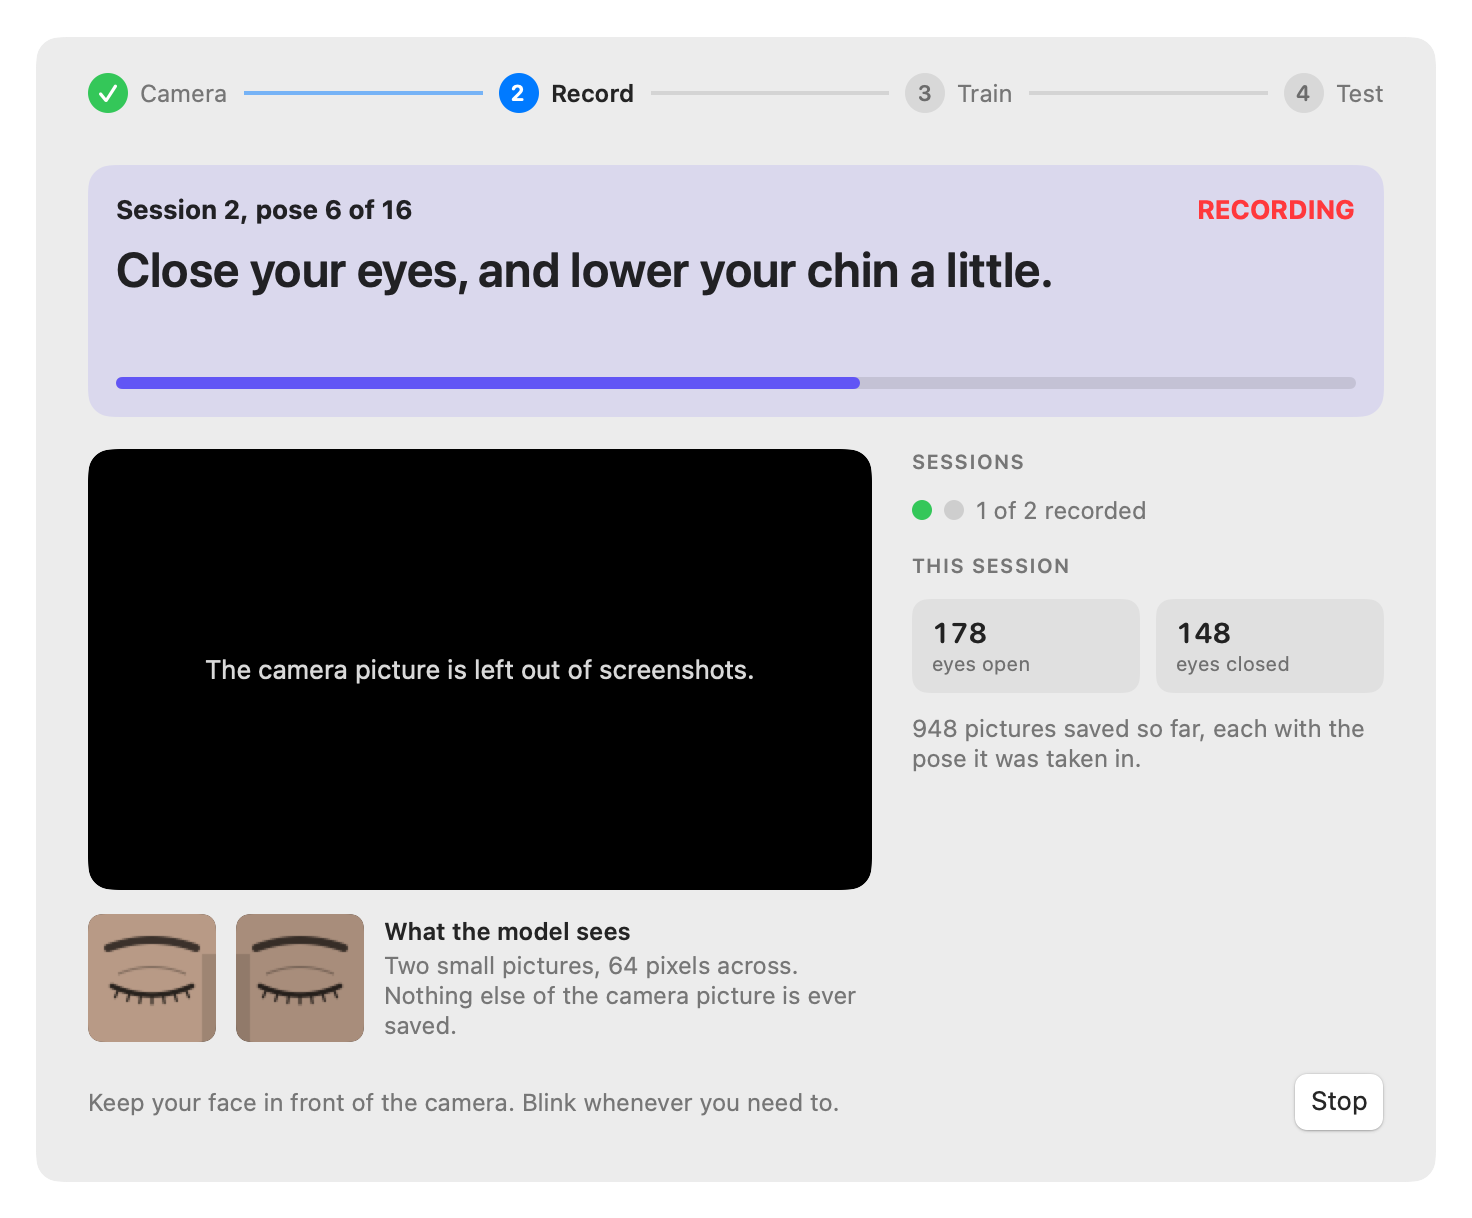 Camera
2 Record
3 Train
4 Test
Session 2, pose 6 of 16
RECORDING
Close your eyes, and lower your chin a little.
The camera picture is left out of screenshots.
SESSIONS
1 of 2 recorded
THIS SESSION
178
eyes open
148
eyes closed
948 pictures saved so far, each with the
pose it was taken in.
What the model sees
Two small pictures, 64 pixels across.
Nothing else of the camera picture is ever
saved.
Keep your face in front of the camera. Blink whenever you need to.
Stop